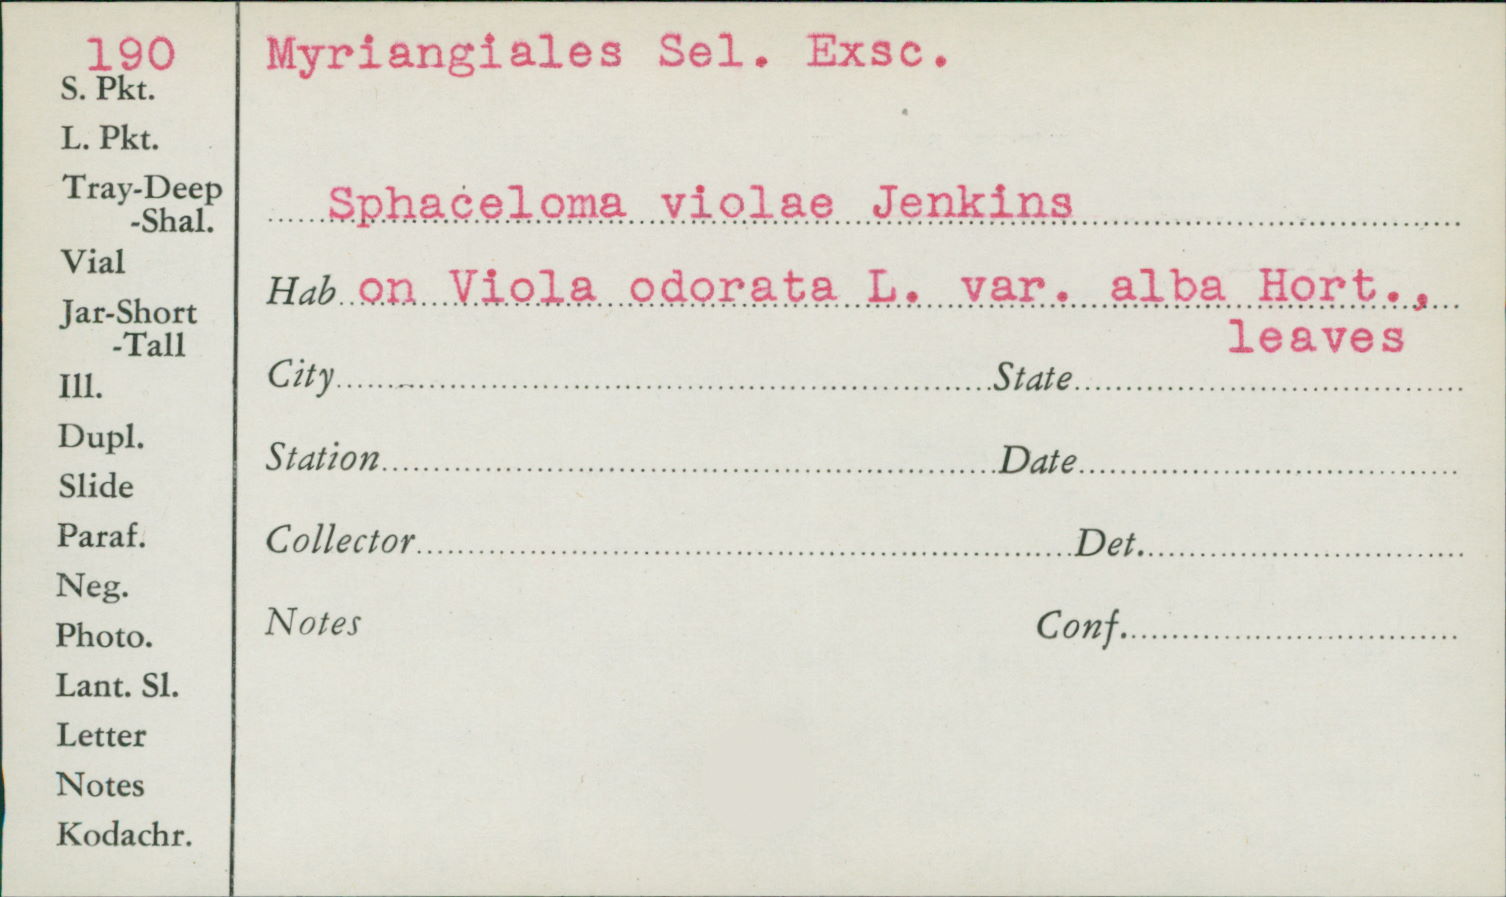 190
S. Pkt.
L. Pkt.
Tray-Deep
-Shal.
Vial
Jar-Short
-Tall
Ill.
Dupl.
Slide
Paraf.
Neg.
Photo.
Lant. Sl.
Letter
Notes
Kodachr.
Myriangiales Sel. Exsc.
Sphaceloma violae Jenkins
Hab on Viola odorata L. var. alba Hort.,
leaves
City State
Station Date
Collector Det.
Notes Conf.